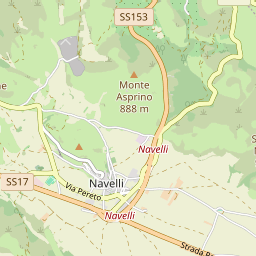 SS153
Monte
Asprino
888 m
Navelli
SS17
Navelli
Via Pereto
Navelli
Strada